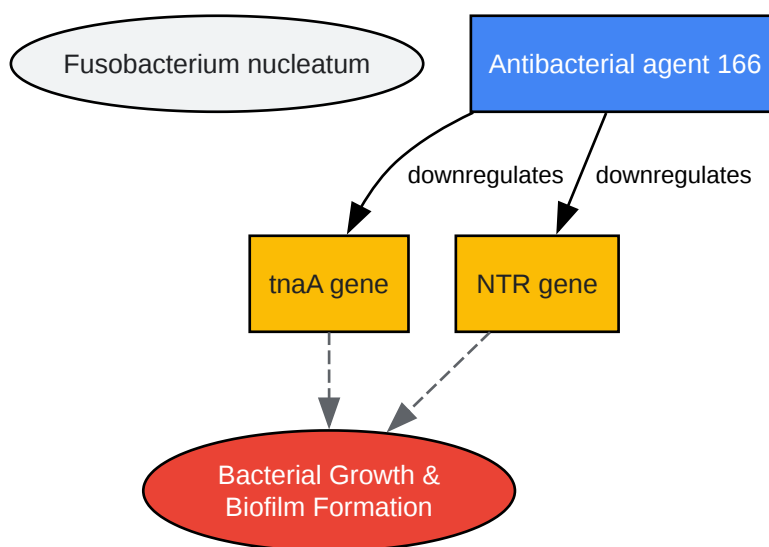 Fusobacterium nucleatum
Antibacterial agent 166
downregulates
downregulates
tnaA gene
NTR gene
Bacterial Growth &
Biofilm Formation